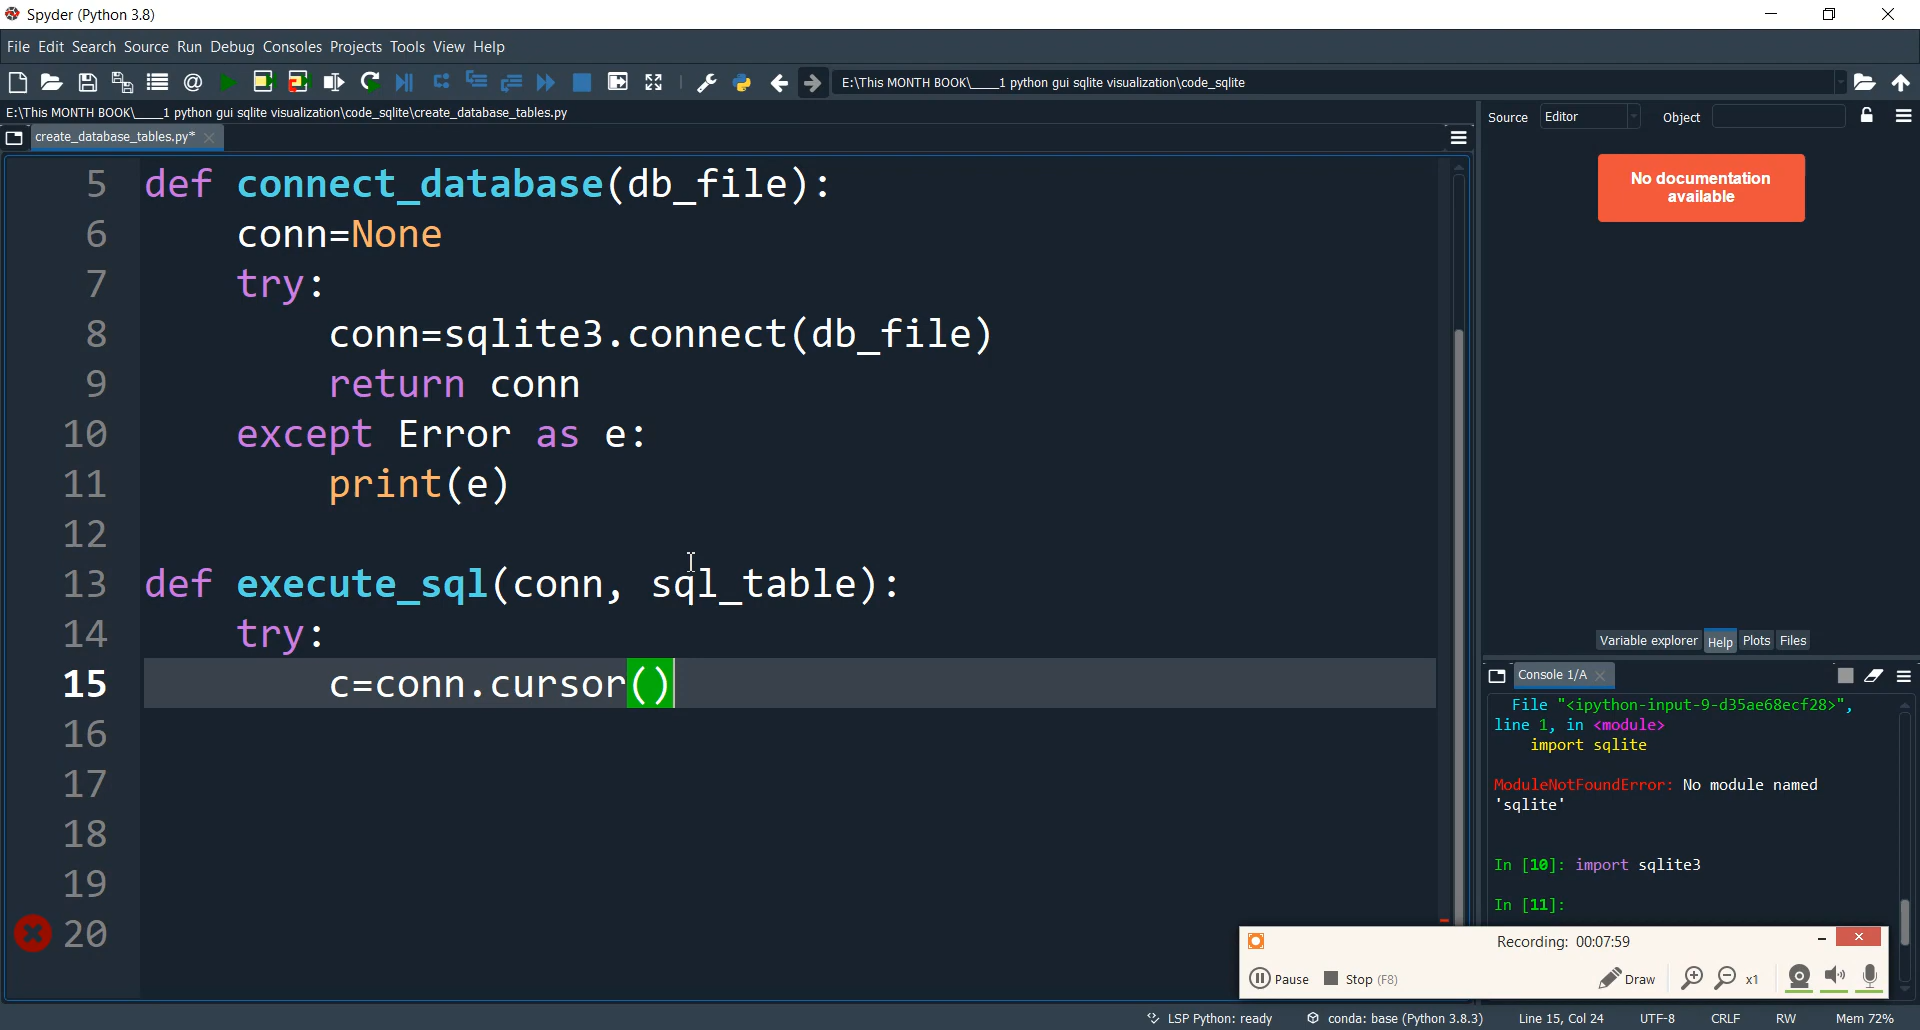 Spyder (Python 3.8)
File Edit Search Source Run Debug Consoles Projects Tools View Help
E:\This MONTH BOOK\____1 python gui sqlite visualization\code_sqlite
E:\This MONTH BOOK\____1 python gui sqlite visualization\code_sqlite\create_database_tables.py
create_database_tables.py*
5 def connect_database(db_file):
6 conn=None
7 try:
8 conn=sqlite3.connect(db_file)
9 return conn
10 except Error as e:
11 print(e)
12
13 def execute_sql(conn, sql_table):
14 try:
15 c=conn.cursor()
16
17
18
19
20
Source Editor Object
No documentation
available
Variable explorer Help Plots Files
Console 1/A
File "<ipython-input-9-d35ae68ecf28>",
line 1, in <module>
import sqlite
ModuleNotFoundError: No module named
'sqlite'
In [10]: import sqlite3
In [11]:
Recording: 00:07:59
Pause Stop (F8) Draw x1
LSP Python: ready conda: base (Python 3.8.3) Line 15, Col 24 UTF-8 CRLF RW Mem 72%